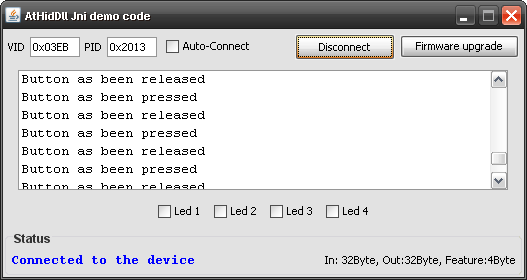 AtHidDll Jni demo code
VID 0x03EB PID 0x2013 Auto-Connect Disconnect Firmware upgrade
Button as been released
Button as been pressed
Button as been released
Button as been pressed
Button as been released
Button as been pressed
Button as been released
Led 1 Led 2 Led 3 Led 4
Status
Connected to the device In: 32Byte, Out:32Byte, Feature:4Byte